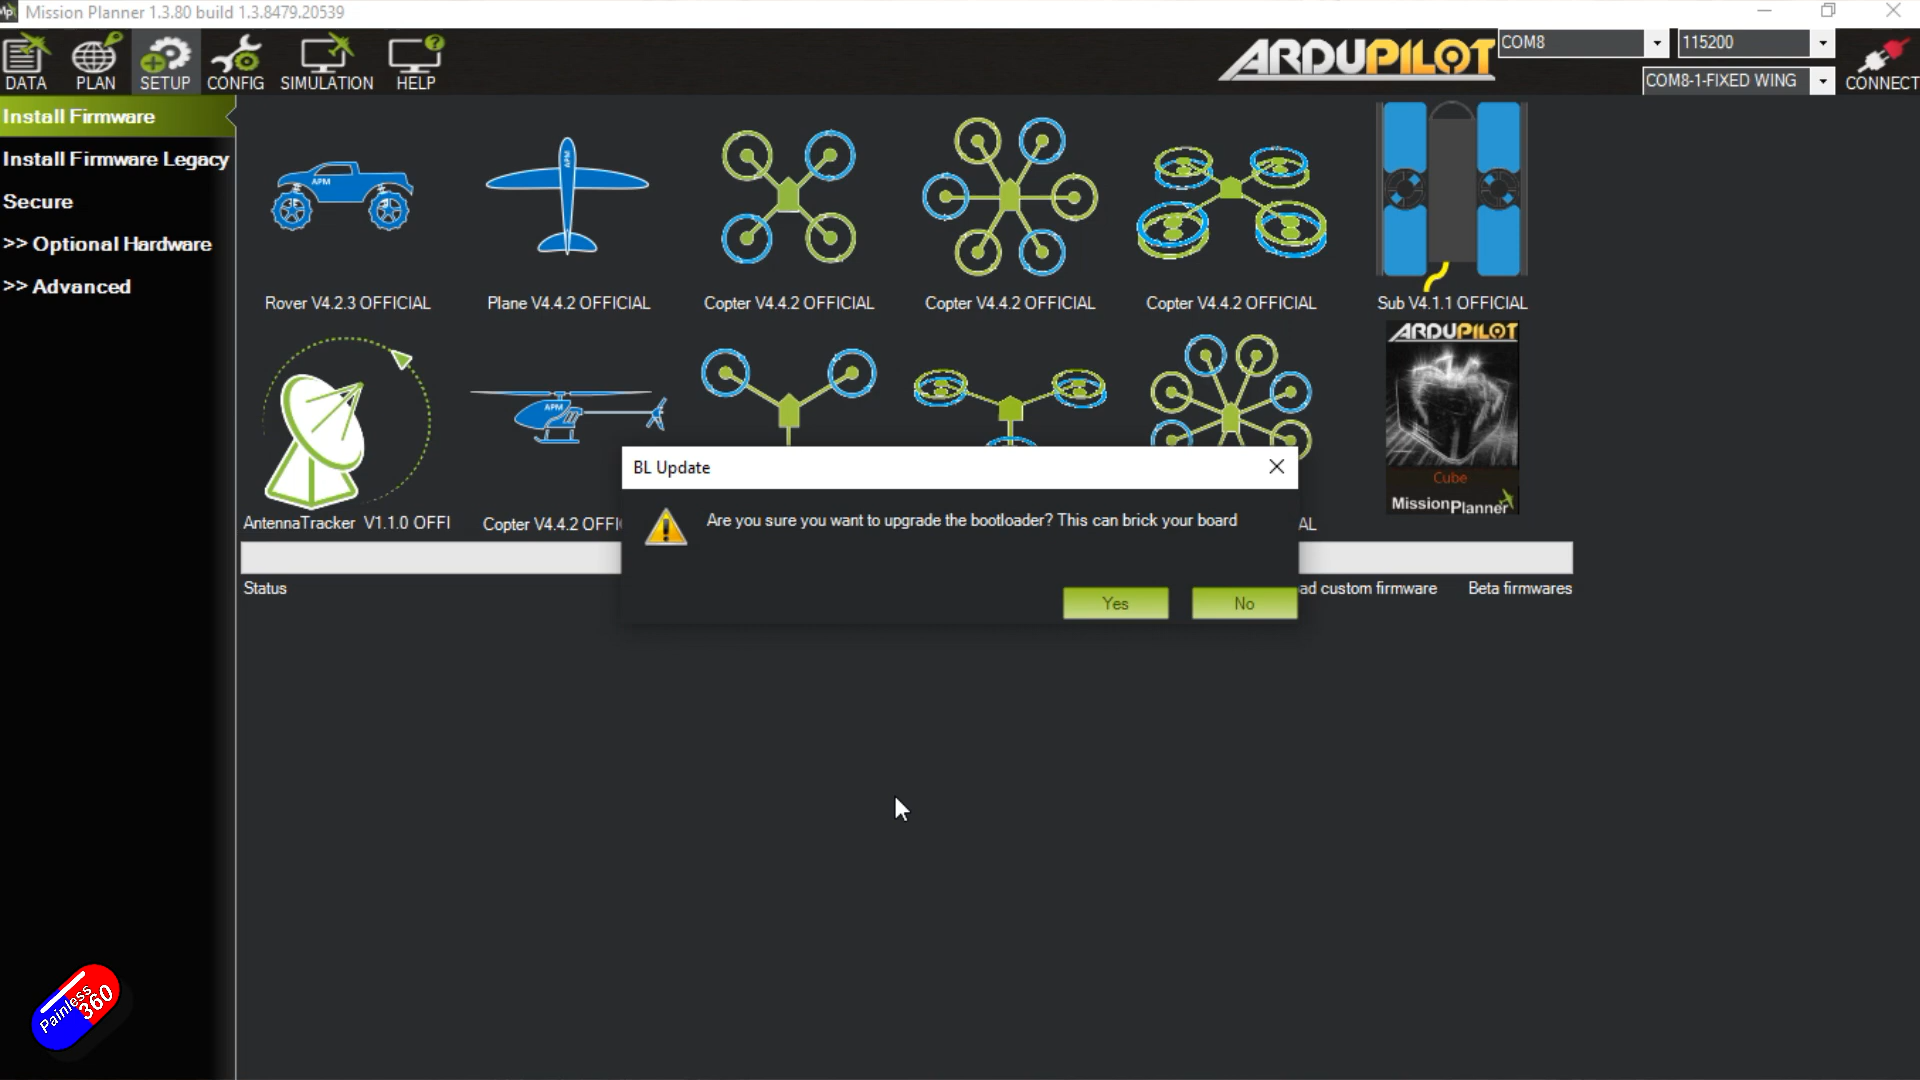 Mission Planner 1.3.80 build 1.3.8479.20539
DATA
PLAN
SETUP
CONFIG
SIMULATION
HELP
ARDUPILOT
COM8
115200
COM8-1-FIXED WING
CONNECT
Install Firmware
Install Firmware Legacy
Secure
>> Optional Hardware
>> Advanced
APM
APM
Rover V4.2.3 OFFICIAL
Plane V4.4.2 OFFICIAL
Copter V4.4.2 OFFICIAL
Copter V4.4.2 OFFICIAL
Copter V4.4.2 OFFICIAL
Sub V4.1.1 OFFICIAL
APM
ARDUPILOT
Cube
MissionPlanner
AntennaTracker V1.1.0 OFFI
Copter V4.4.2 OFFI
AL
BL Update
Are you sure you want to upgrade the bootloader? This can brick your board
Yes
No
Status
ad custom firmware
Beta firmwares
Painless
360